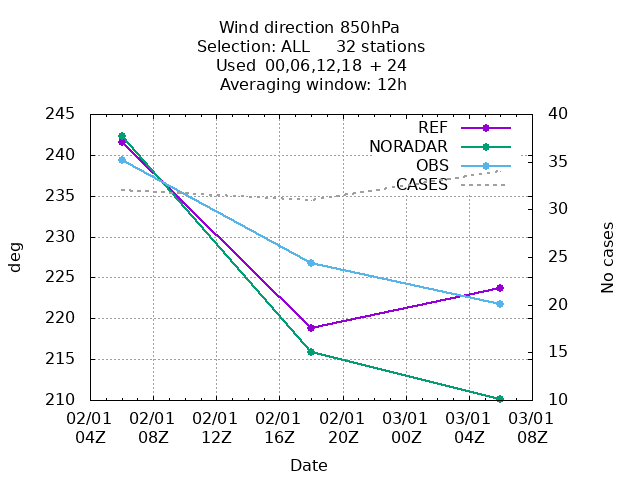 Wind direction 850hPa
Selection: ALL 32 stations
Used 00,06,12,18 + 24
Averaging window: 12h
245
240
235
230
225
220
215
210
40
35
30
25
20
15
10
REF
NORADAR
OBS
CASES
deg
No cases
02/01 02/01 02/01 02/01 02/01 03/01 03/01 03/01
04Z 08Z 12Z 16Z 20Z 00Z 04Z 08Z
Date